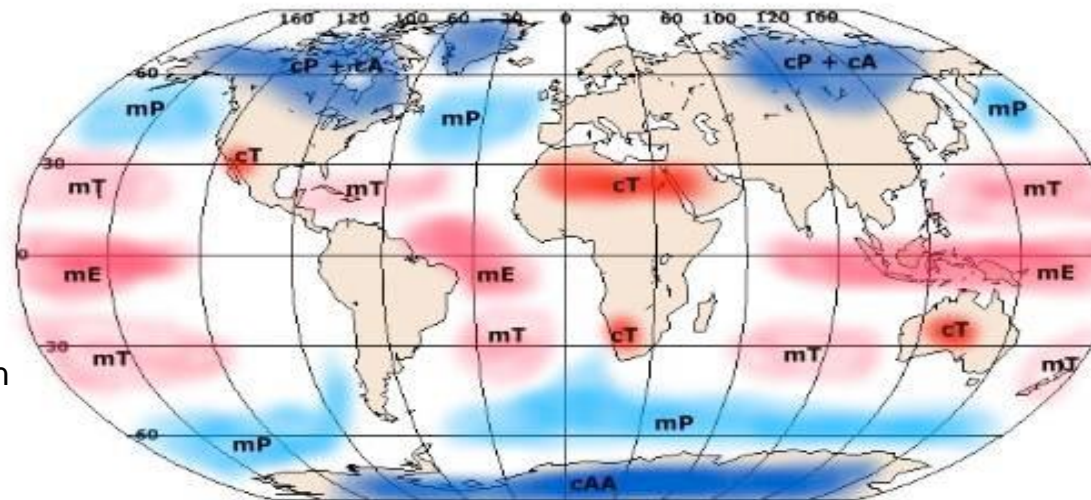 160 120 100 60 30 0 20 60 100 120 160
cP + cA cP + cA
60
mP mP mP
cT
30
mT mT cT mT
0
mE mE mE
cT cT
mT mT mT mT
30
n
mP mP
60
cAA